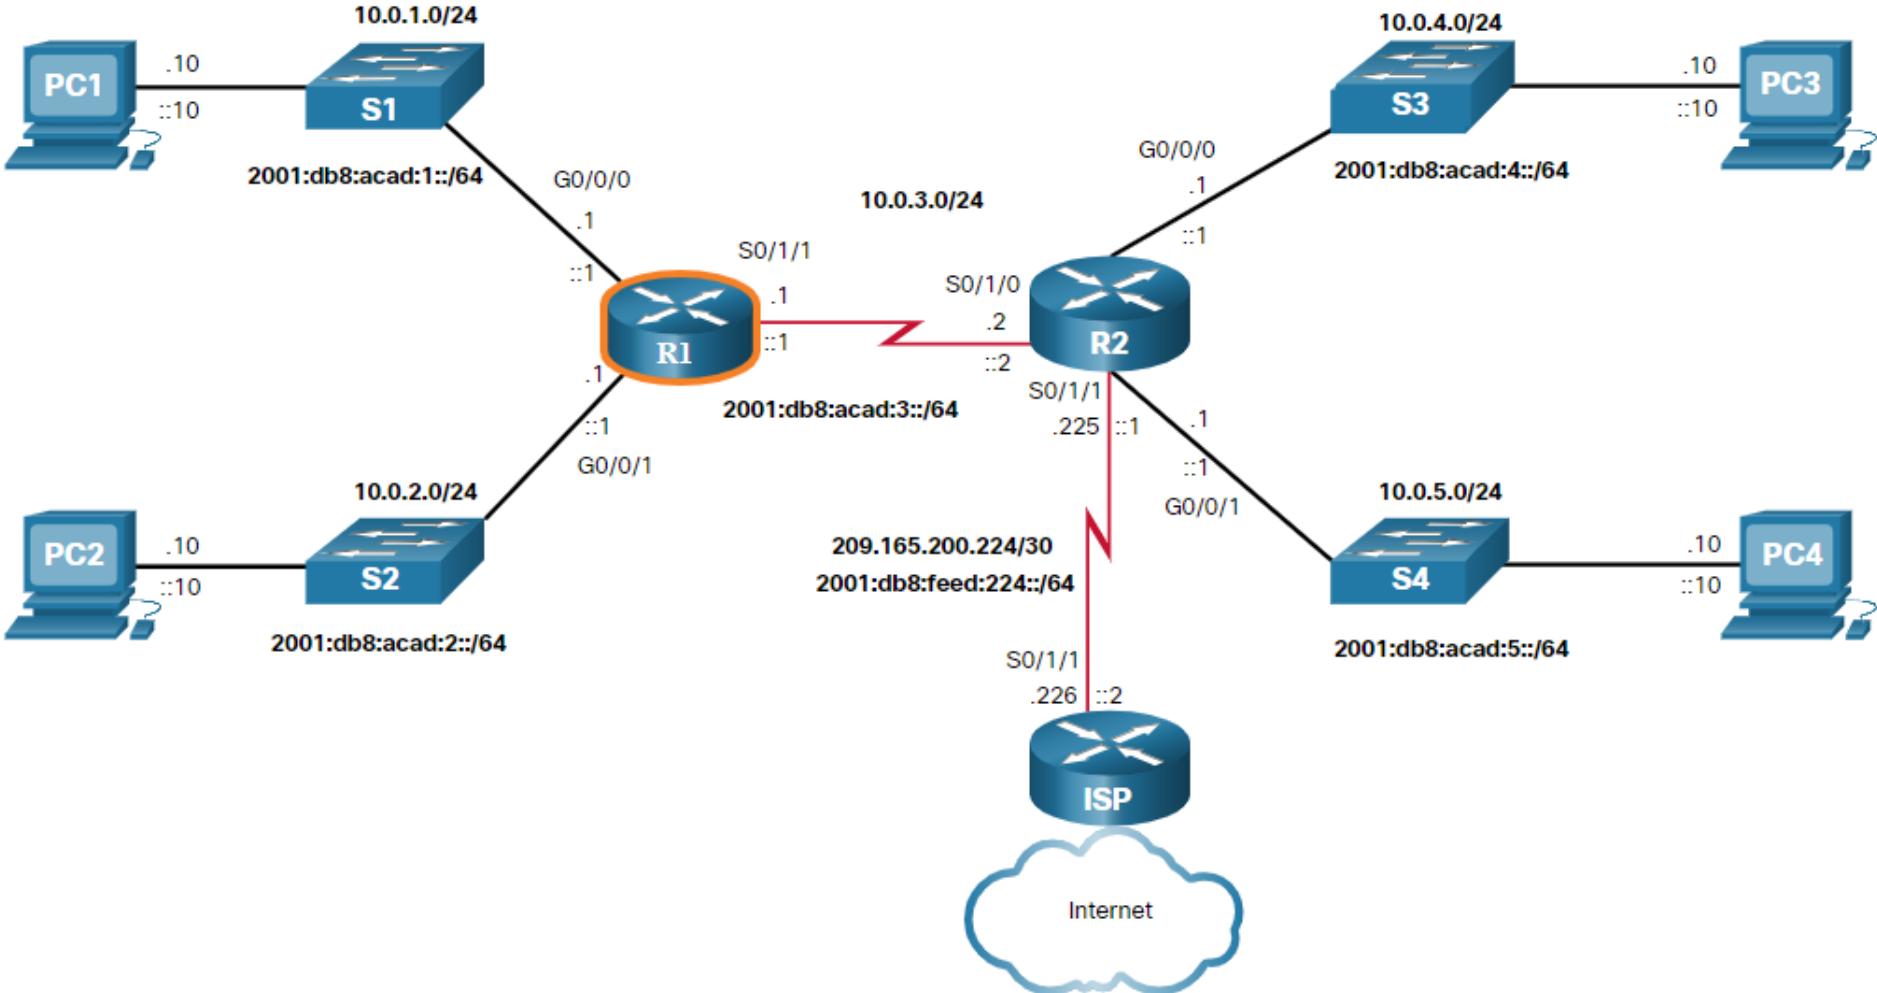 10.0.1.0/24
PC1
.10
::10
S1
2001:db8:acad:1::/64
G0/0/0
.1
::1
10.0.4.0/24
S3
.10
::10
PC3
2001:db8:acad:4::/64
G0/0/0
.1
::1
10.0.3.0/24
S0/1/1
.1
::1
R1
S0/1/0
.2
::2
R2
2001:db8:acad:3::/64
.1
::1
G0/0/1
S0/1/1
.225
::1
.1
::1
G0/0/1
10.0.2.0/24
PC2
.10
::10
S2
2001:db8:acad:2::/64
10.0.5.0/24
S4
.10
::10
PC4
2001:db8:acad:5::/64
209.165.200.224/30
2001:db8:feed:224::/64
S0/1/1
.226
::2
ISP
Internet